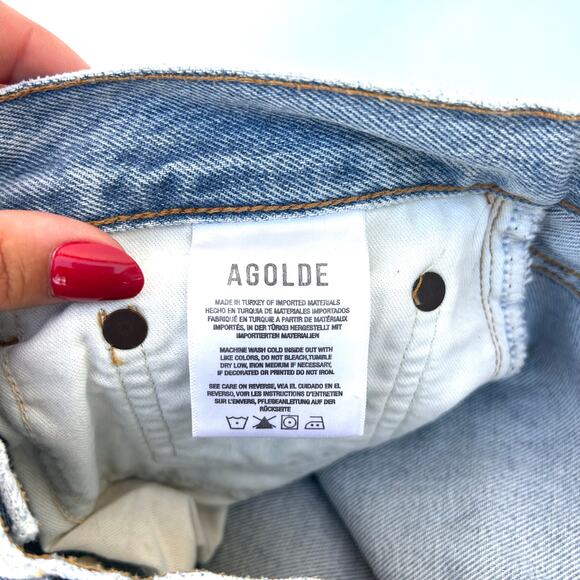 AGOLDE
MADE IN TURKEY OF IMPORTED MATERIALS
HECHO EN TURQUIA DE MATERIALES IMPORTADOS
FABRIQUÉ EN TURQUIE A PARTIR DE MATÉRIAUX
IMPORTÉS, IN DER TÜRKEI HERGESTELLT MIT
IMPORTIERTEN MATERIALIEN
MACHINE WASH COLD INSIDE OUT WITH
LIKE COLORS, DO NOT BLEACH,TUMBLE
DRY LOW, IRON MEDIUM IF NECESSARY,
IF DECORATED OR PRINTED DO NOT IRON.
SEE CARE ON REVERSE, VEA EL CUIDADO EN EL
REVERSO, VOIR LES INSTRUCTIONS D'ENTRETIEN
SUR L'ENVERS, PFLEGEANLEITUNG AUF DER
RÜCKSEITE